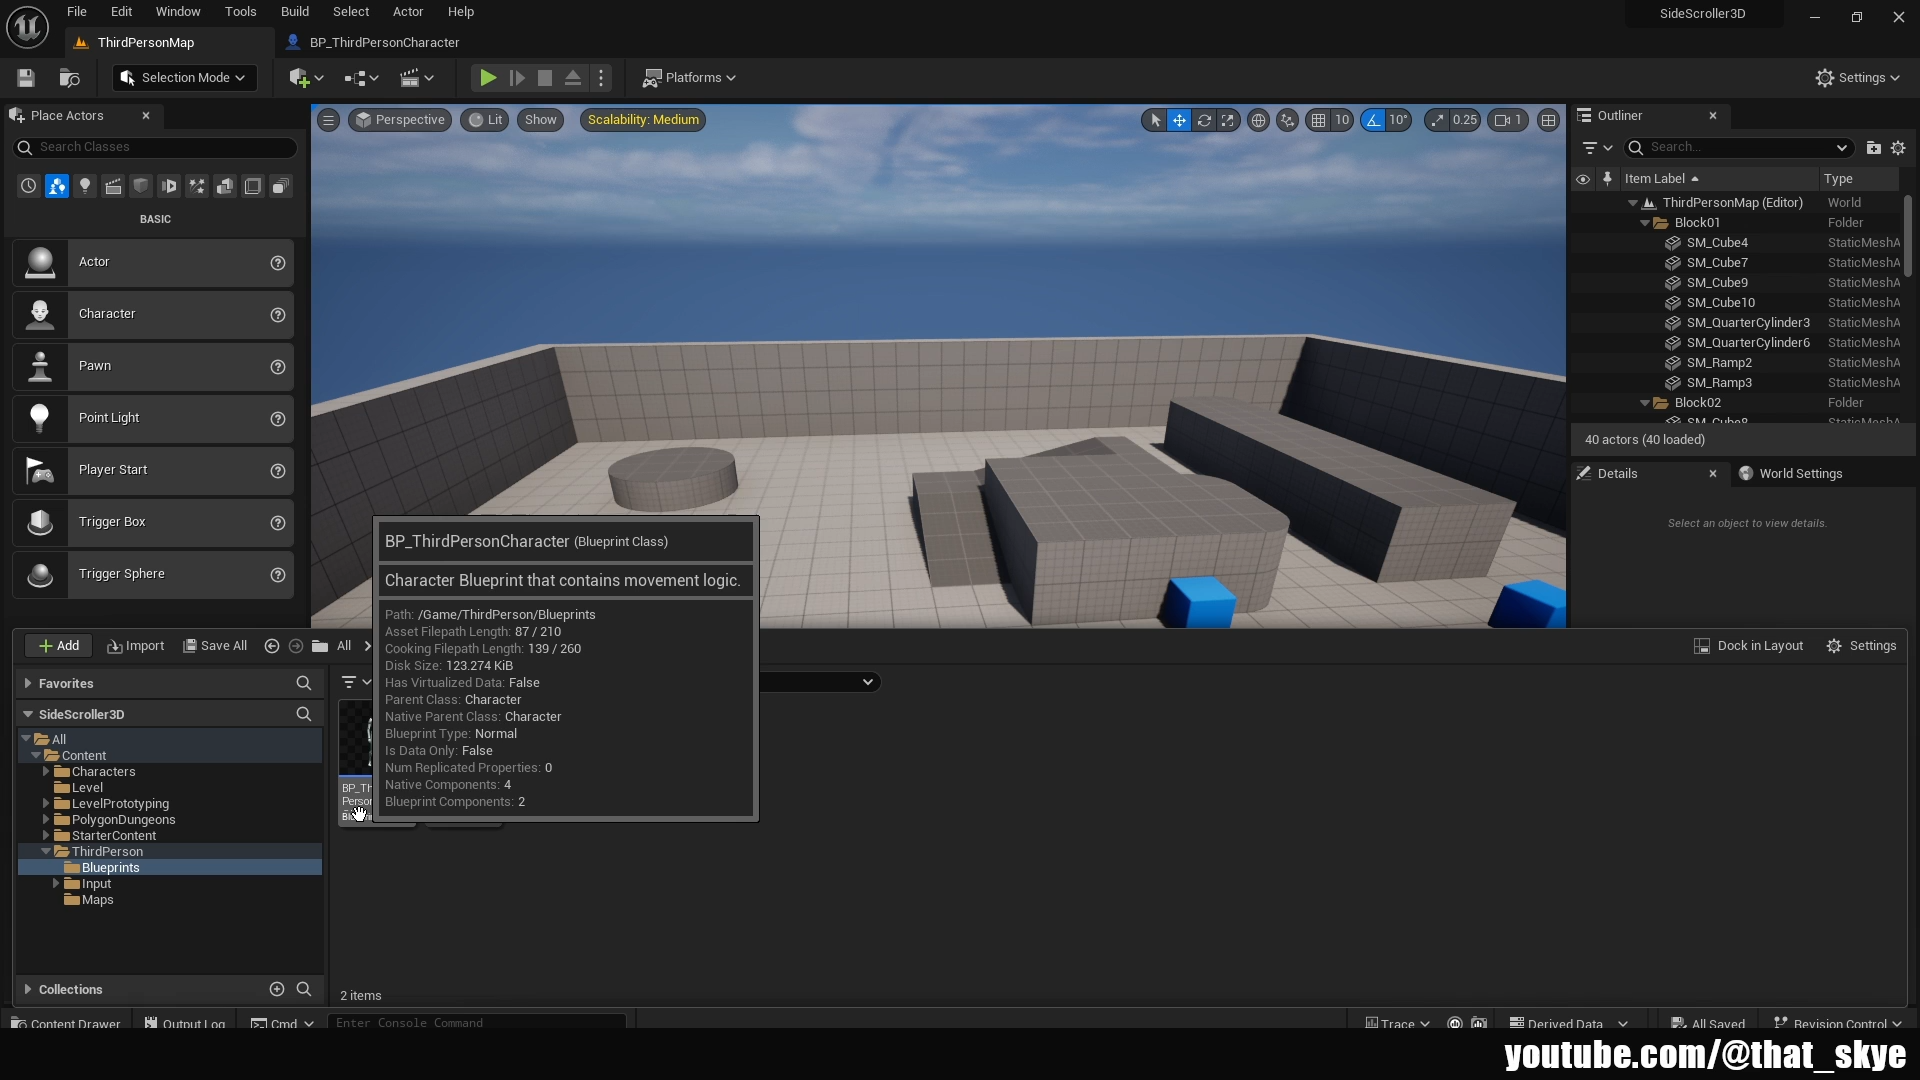 File Edit Window Tools Build Select Actor Help
SideScroller3D
ThirdPersonMap
BP_ThirdPersonCharacter
Selection Mode
Platforms
Settings
Place Actors
Search Classes
BASIC
Actor
Character
Pawn
Point Light
Player Start
Trigger Box
Trigger Sphere
Perspective
Lit
Show
Scalability: Medium
10
10°
0.25
1
Outliner
Search...
Item Label
Type
ThirdPersonMap (Editor) World
Block01 Folder
SM_Cube4 StaticMeshA
SM_Cube7 StaticMeshA
SM_Cube9 StaticMeshA
SM_Cube10 StaticMeshA
SM_QuarterCylinder3 StaticMeshA
SM_QuarterCylinder6 StaticMeshA
SM_Ramp2 StaticMeshA
SM_Ramp3 StaticMeshA
Block02 Folder
40 actors (40 loaded)
Details
World Settings
Select an object to view details.
BP_ThirdPersonCharacter (Blueprint Class)
Character Blueprint that contains movement logic.
Path: /Game/ThirdPerson/Blueprints
Asset Filepath Length: 87 / 210
Cooking Filepath Length: 139 / 260
Disk Size: 123.274 KiB
Has Virtualized Data: False
Parent Class: Character
Native Parent Class: Character
Blueprint Type: Normal
Is Data Only: False
Num Replicated Properties: 0
Native Components: 4
Blueprint Components: 2
Add
Import
Save All
All
Dock in Layout
Settings
Favorites
SideScroller3D
All
Content
Characters
Level
LevelPrototyping
PolygonDungeons
StarterContent
ThirdPerson
Blueprints
Input
Maps
Collections
BP_Th
Person
2 items
Content Drawer
Output Log
Cmd
Enter Console Command
Trace
Derived Data
All Saved
Revision Control
youtube.com/@that_skye